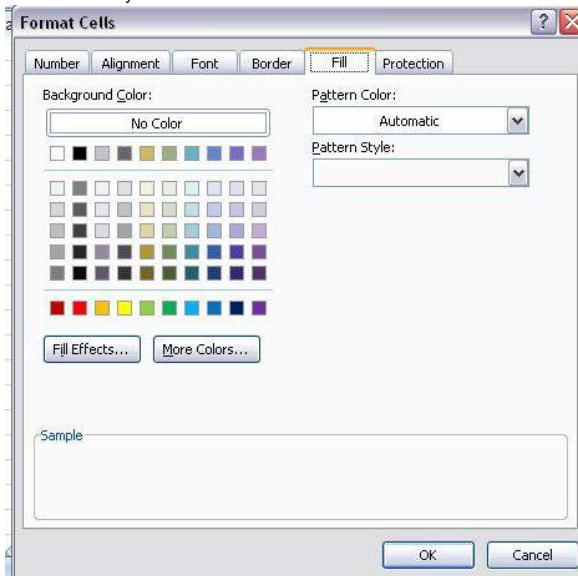 Format Cells
Number Alignment Font Border Fill Protection
Background Color:
No Color
Pattern Color:
Automatic
Pattern Style:
Fill Effects... More Colors...
Sample
OK Cancel